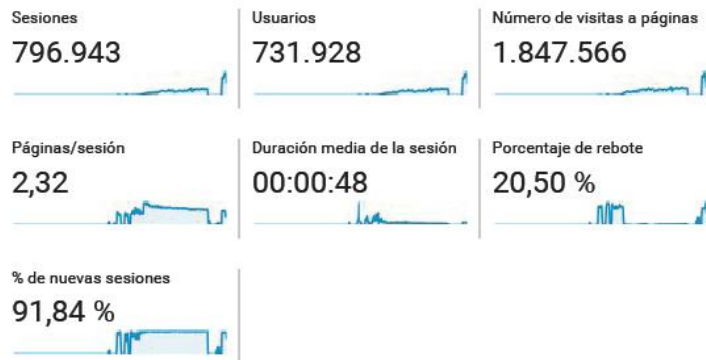 Sesiones
796.943
Usuarios
731.928
Número de visitas a páginas
1.847.566
Páginas/sesión
2,32
Duración media de la sesión
00:00:48
Porcentaje de rebote
20,50 %
% de nuevas sesiones
91,84 %